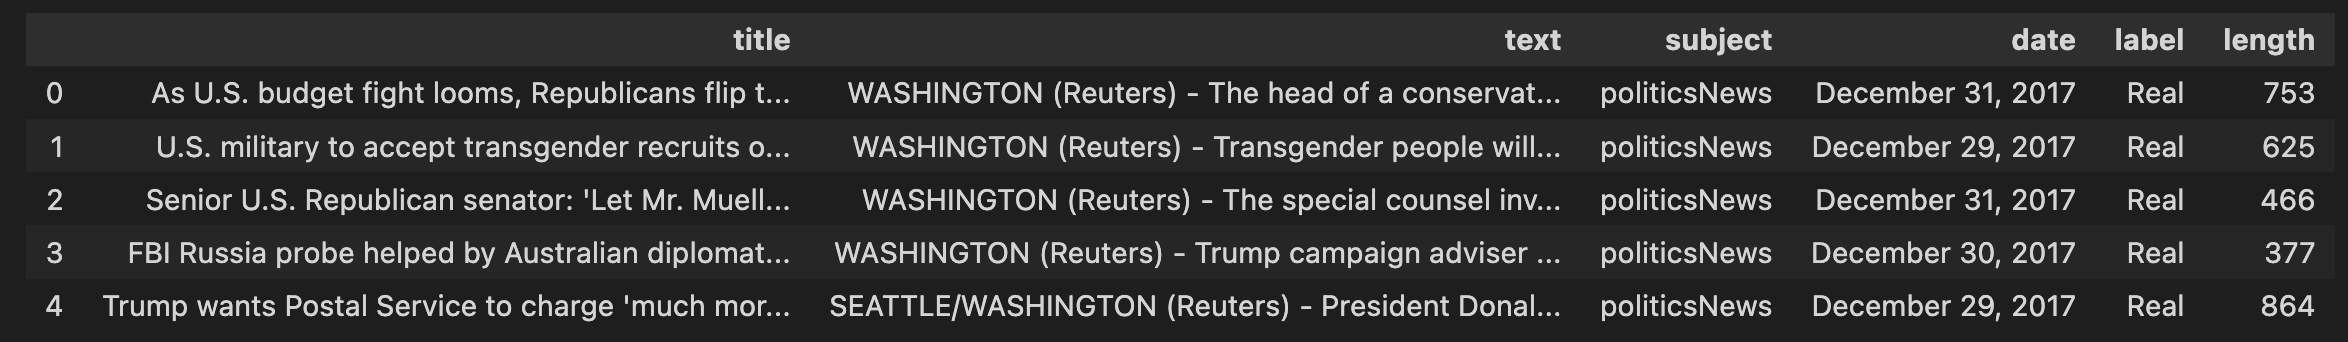 title text subject date label length
0 As U.S. budget fight looms, Republicans flip t... WASHINGTON (Reuters) - The head of a conservat... politicsNews December 31, 2017 Real 753
1 U.S. military to accept transgender recruits o... WASHINGTON (Reuters) - Transgender people will... politicsNews December 29, 2017 Real 625
2 Senior U.S. Republican senator: 'Let Mr. Muell... WASHINGTON (Reuters) - The special counsel inv... politicsNews December 31, 2017 Real 466
3 FBI Russia probe helped by Australian diplomat... WASHINGTON (Reuters) - Trump campaign adviser ... politicsNews December 30, 2017 Real 377
4 Trump wants Postal Service to charge 'much mor... SEATTLE/WASHINGTON (Reuters) - President Donal... politicsNews December 29, 2017 Real 864